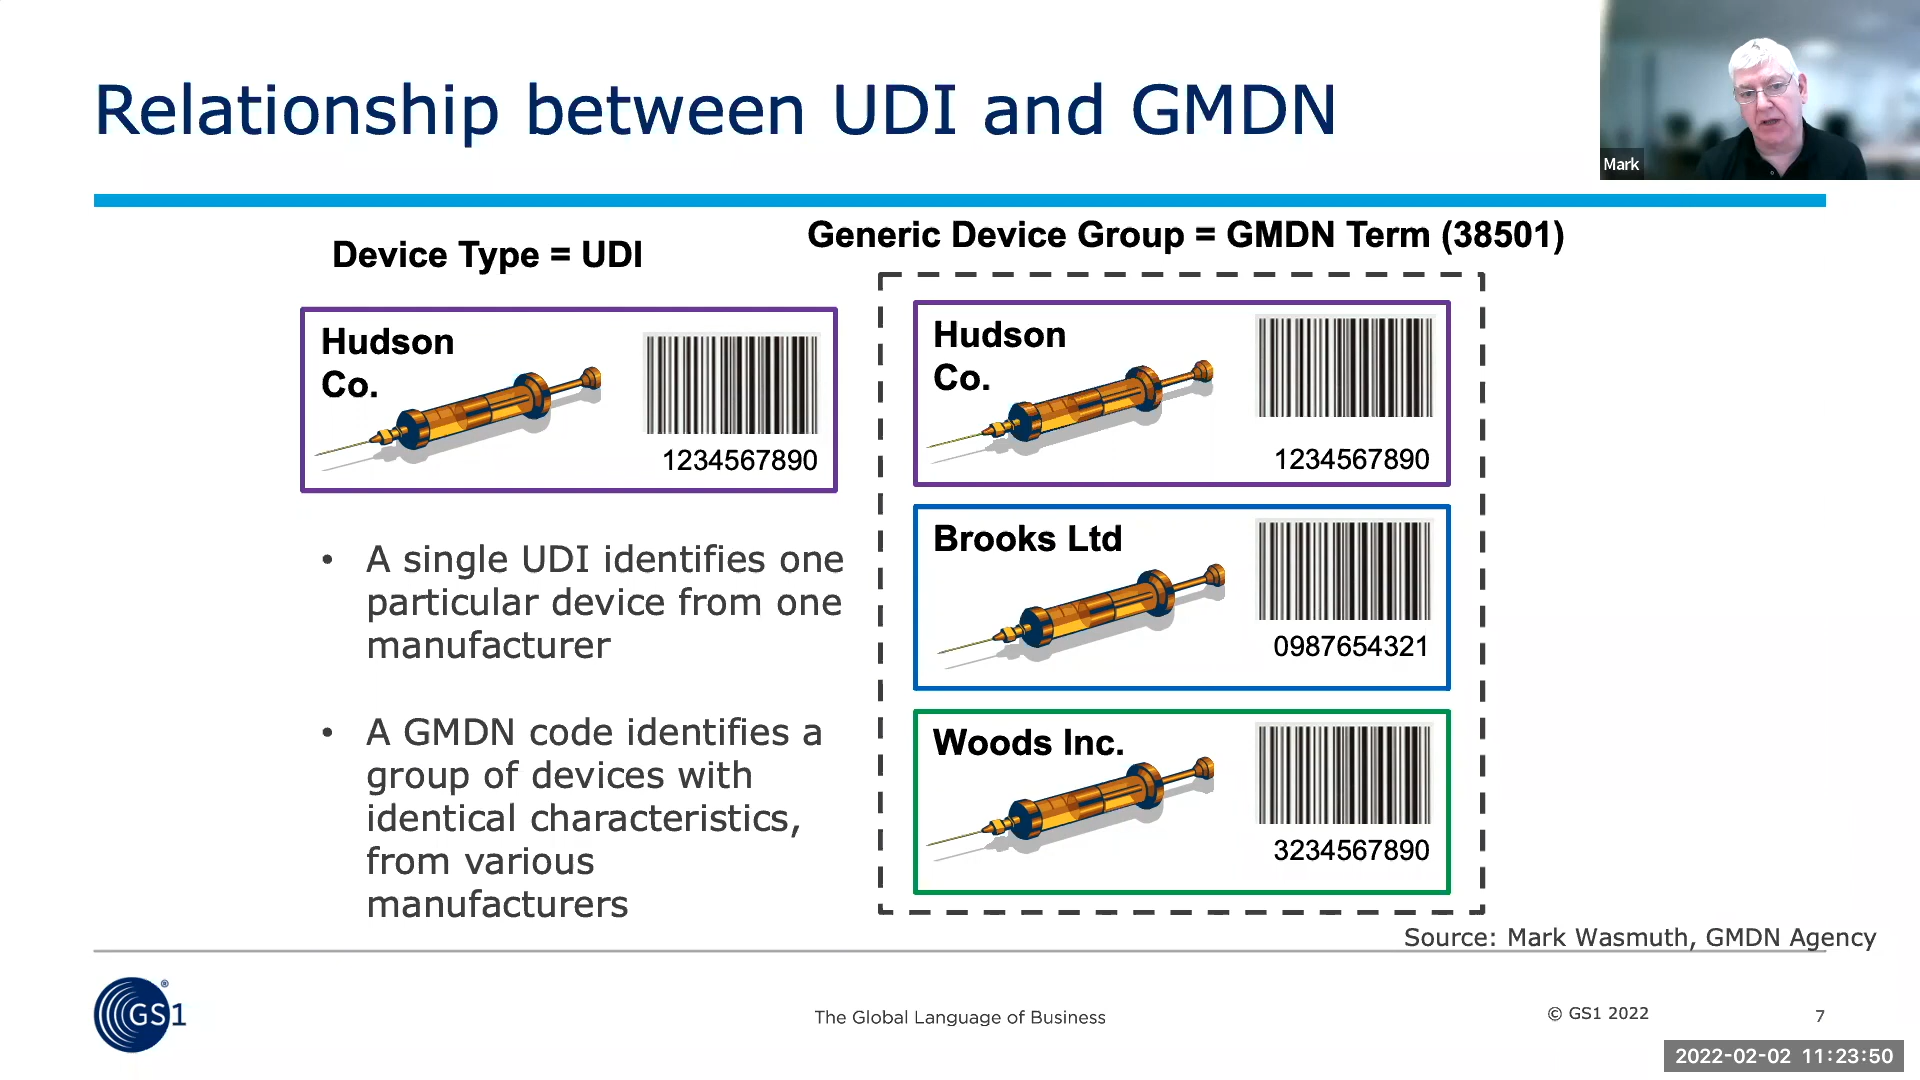 Relationship between UDI and GMDN
Mark
Device Type = UDI
Hudson
Co.
1234567890
• A single UDI identifies one
particular device from one
manufacturer
• A GMDN code identifies a
group of devices with
identical characteristics,
from various
manufacturers
Generic Device Group = GMDN Term (38501)
Hudson
Co.
1234567890
Brooks Ltd
0987654321
Woods Inc.
3234567890
Source: Mark Wasmuth, GMDN Agency
GS1®
The Global Language of Business
© GS1 2022
7
2022-02-02 11:23:50